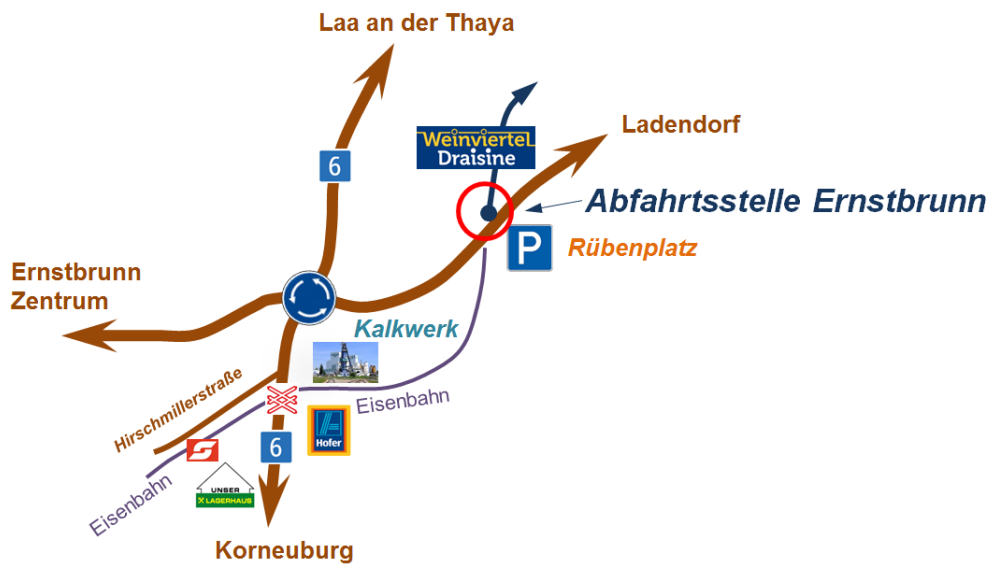 Laa an der Thaya
Weinviertel
Draisine
Ladendorf
6
Abfahrtsstelle Ernstbrunn
P
Rübenplatz
Ernstbrunn
Zentrum
Kalkwerk
Hirschmillerstraße
Eisenbahn
Hofer
6
Eisenbahn
UNSER
LAGERHAUS
Korneuburg